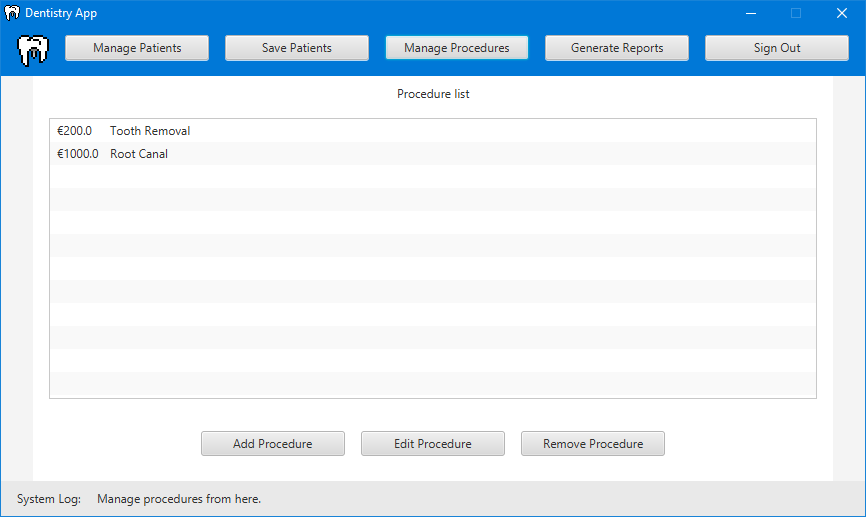 Dentistry App
Manage Patients Save Patients Manage Procedures Generate Reports Sign Out
Procedure list
€200.0 Tooth Removal
€1000.0 Root Canal
Add Procedure Edit Procedure Remove Procedure
System Log: Manage procedures from here.